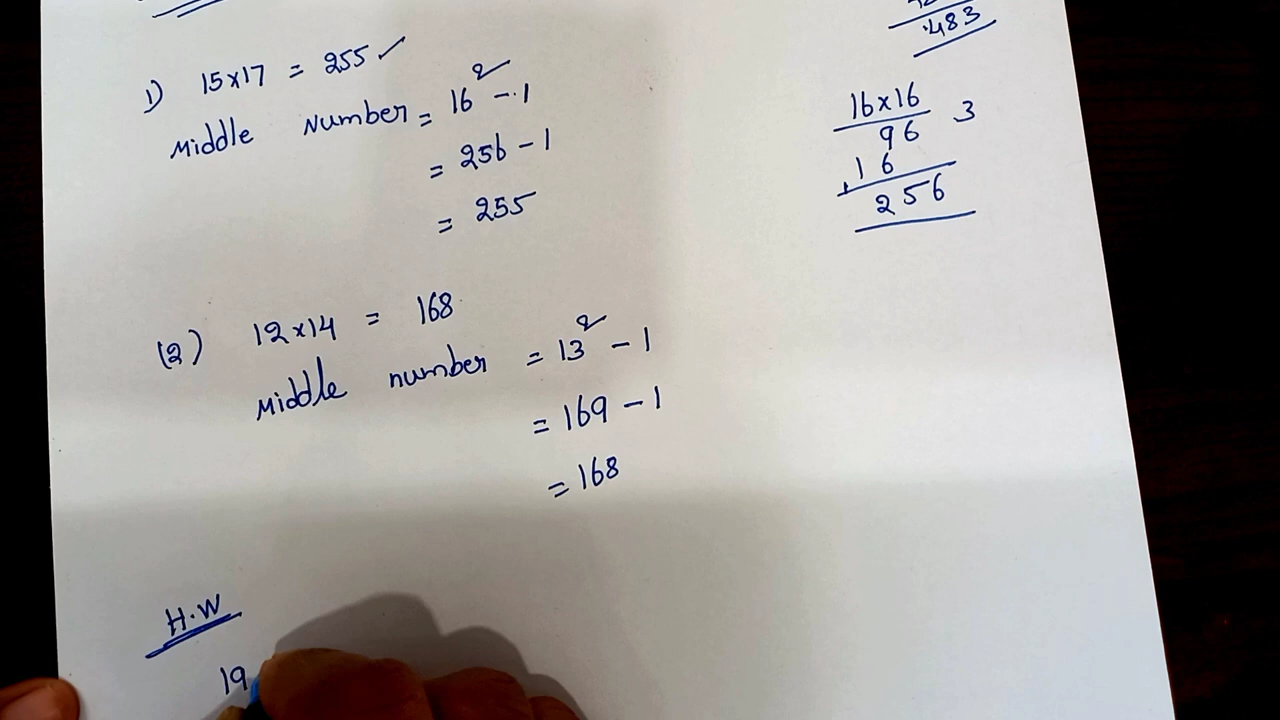 1) 15x17 = 255 ✓
Middle Number = 16² - 1
= 256 - 1
= 255
483
16x16
96 3
16
256
(2) 12x14 = 168
Middle number = 13² - 1
= 169 - 1
= 168
H.W
19